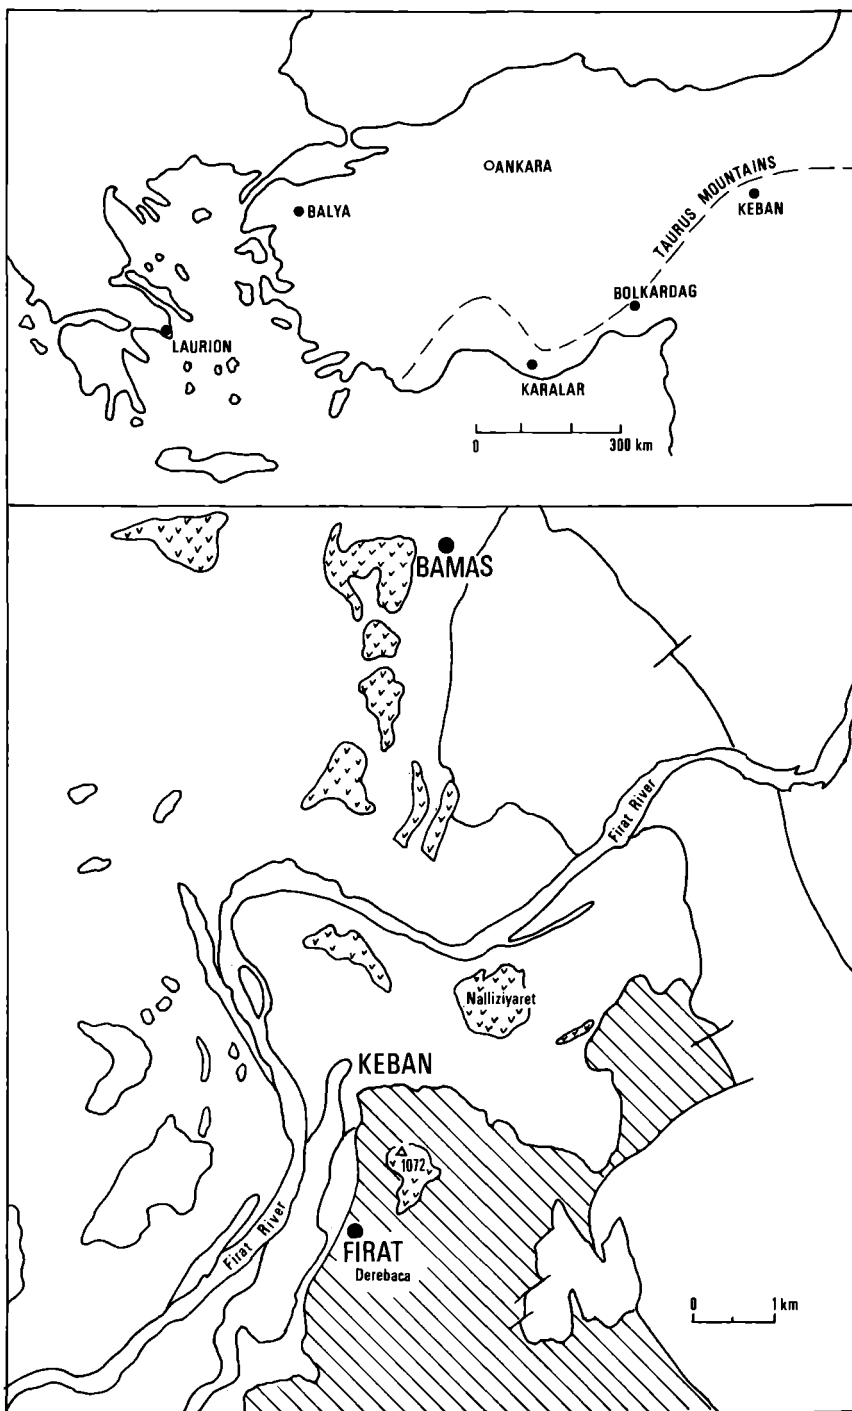 ANKARA
TAURUS MOUNTAINS
KEBAN
BALYA
BOLKARDAG
LAURION
KARALAR
0 300 km
BAMAS
Firat River
Nalliziyaret
KEBAN
1072
Firat River
FIRAT
Derebaca
0 1 km